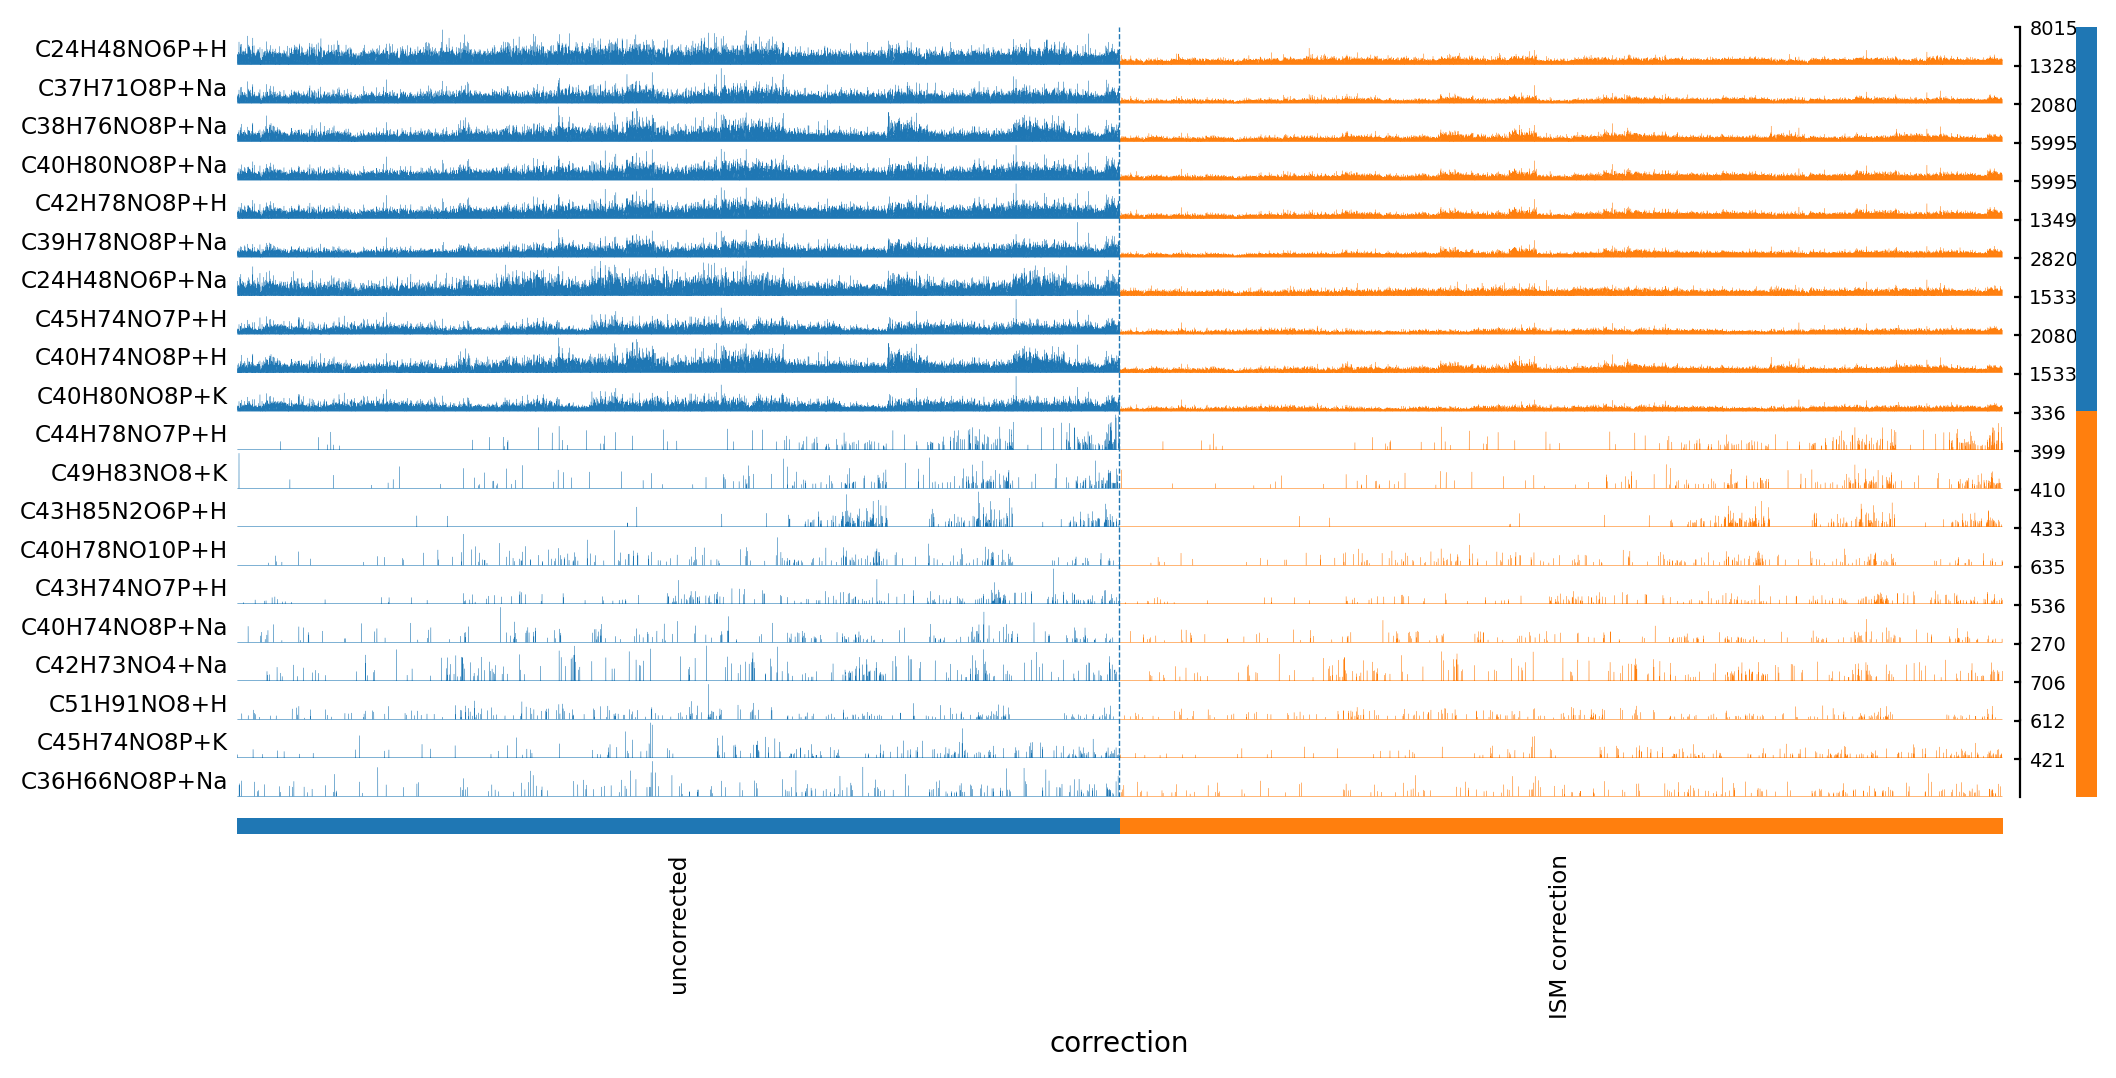 C24H48NO6P+H 8015
C37H71O8P+Na 1328
C38H76NO8P+Na 2080
C40H80NO8P+Na 5995
C42H78NO8P+H 5995
C39H78NO8P+Na 1349
C24H48NO6P+Na 2820
C45H74NO7P+H 1533
C40H74NO8P+H 2080
C40H80NO8P+K 1533
C44H78NO7P+H 336
C49H83NO8+K 399
C43H85N2O6P+H 410
C40H78NO10P+H 433
C43H74NO7P+H 635
C40H74NO8P+Na 536
C42H73NO4+Na 270
C51H91NO8+H 706
C45H74NO8P+K 612
C36H66NO8P+Na 421
uncorrected
ISM correction
correction